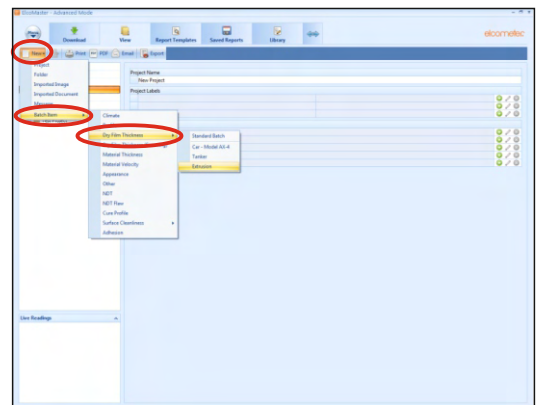 ElcoMaster - Advanced Mode
Download View Report Templates Saved Reports Library elcometer
New Print PDF Email Export
Project
Folder
Imported Image
Imported Document
Memo
Batch Item
Project Name
New Project
Project Labels
Climate
Dry Film Thickness
Material Thickness
Material Velocity
Appearance
Other
NDT
NDT Flaw
Cure Profile
Surface Cleanliness
Adhesion
Standard Batch
Car - Model AX-4
Tanker
Extrusion
Live Readings